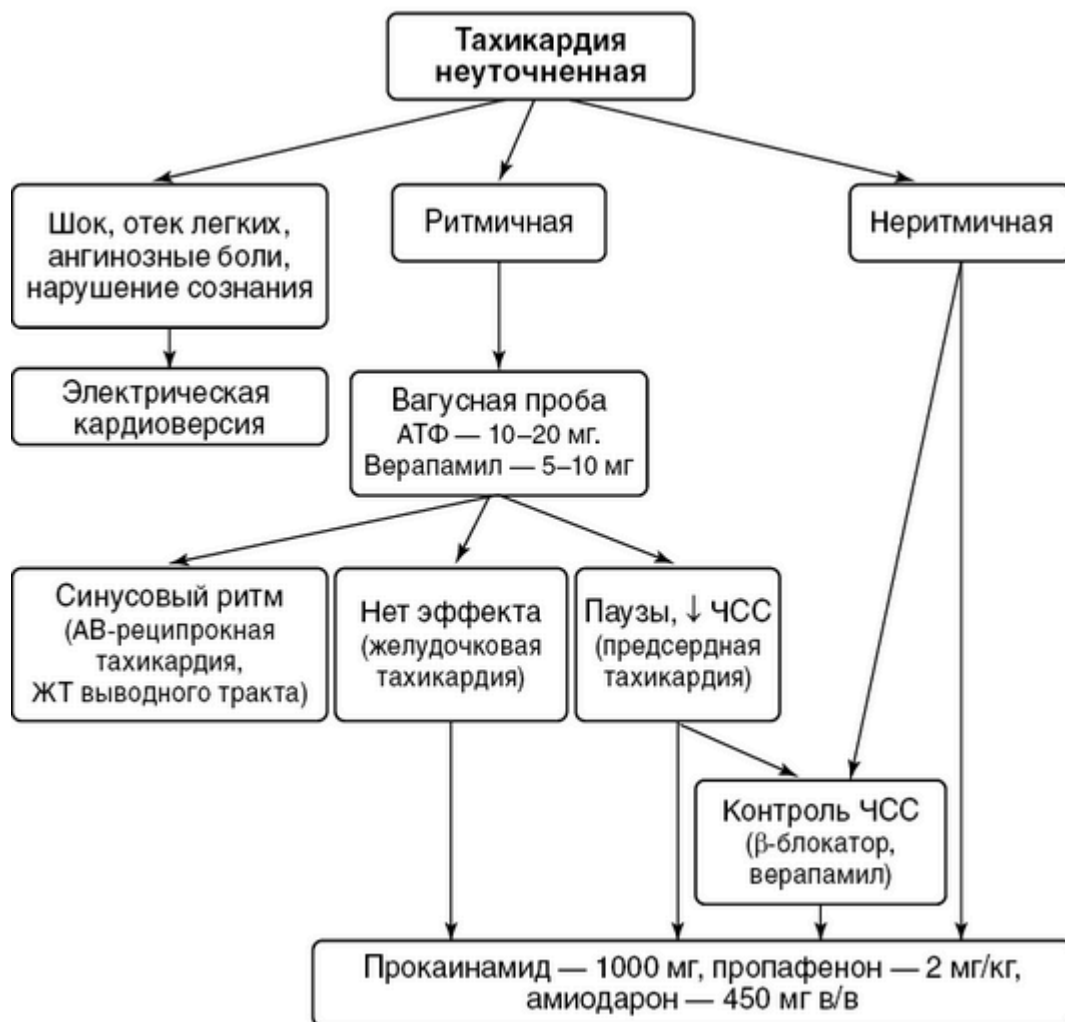 Тахикардия
неуточненная
Шок, отек легких,
ангинозные боли,
нарушение сознания
Ритмичная
Неритмичная
Электрическая
кардиоверсия
Вагусная проба
АТФ — 10–20 мг.
Верапамил — 5–10 мг
Синусовый ритм
(АВ-реципрокная
тахикардия,
ЖТ выводного тракта)
Нет эффекта
(желудочковая
тахикардия)
Паузы, ↓ ЧСС
(предсердная
тахикардия)
Контроль ЧСС
(β-блокатор,
верапамил)
Прокаинамид — 1000 мг, пропафенон — 2 мг/кг,
амиодарон — 450 мг в/в